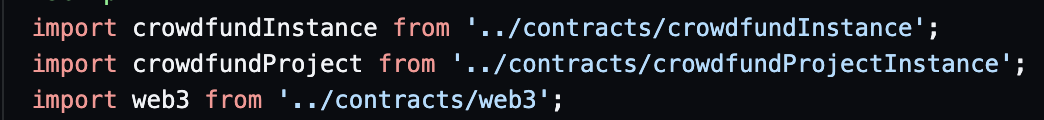 import crowdfundInstance from '../contracts/crowdfundInstance';
import crowdfundProject from '../contracts/crowdfundProjectInstance';
import web3 from '../contracts/web3';